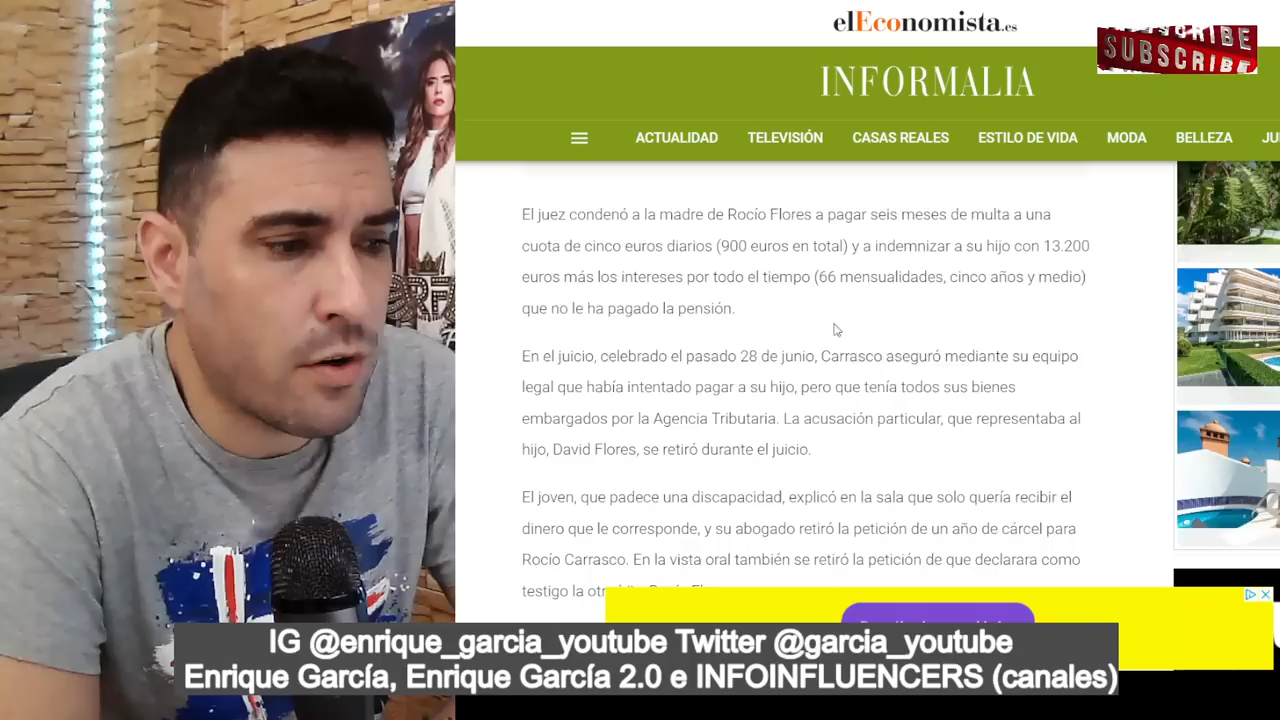 elEconomista.es
SCRIBE
SUBSCRIBE
INFORMALIA
ACTUALIDAD TELEVISIÓN CASAS REALES ESTILO DE VIDA MODA BELLEZA
El juez condenó a la madre de Rocío Flores a pagar seis meses de multa a una
cuota de cinco euros diarios (900 euros en total) y a indemnizar a su hijo con 13.200
euros más los intereses por todo el tiempo (66 mensualidades, cinco años y medio)
que no le ha pagado la pensión.
En el juicio, celebrado el pasado 28 de junio, Carrasco aseguró mediante su equipo
legal que había intentado pagar a su hijo, pero que tenía todos sus bienes
embargados por la Agencia Tributaria. La acusación particular, que representaba al
hijo, David Flores, se retiró durante el juicio.
El joven, que padece una discapacidad, explicó en la sala que solo quería recibir el
dinero que le corresponde, y su abogado retiró la petición de un año de cárcel para
Rocío Carrasco. En la vista oral también se retiró la petición de que declarara como
testigo la
IG @enrique_garcia_youtube Twitter @garcia_youtube
Enrique García, Enrique García 2.0 e INFOINFLUENCERS (canales)